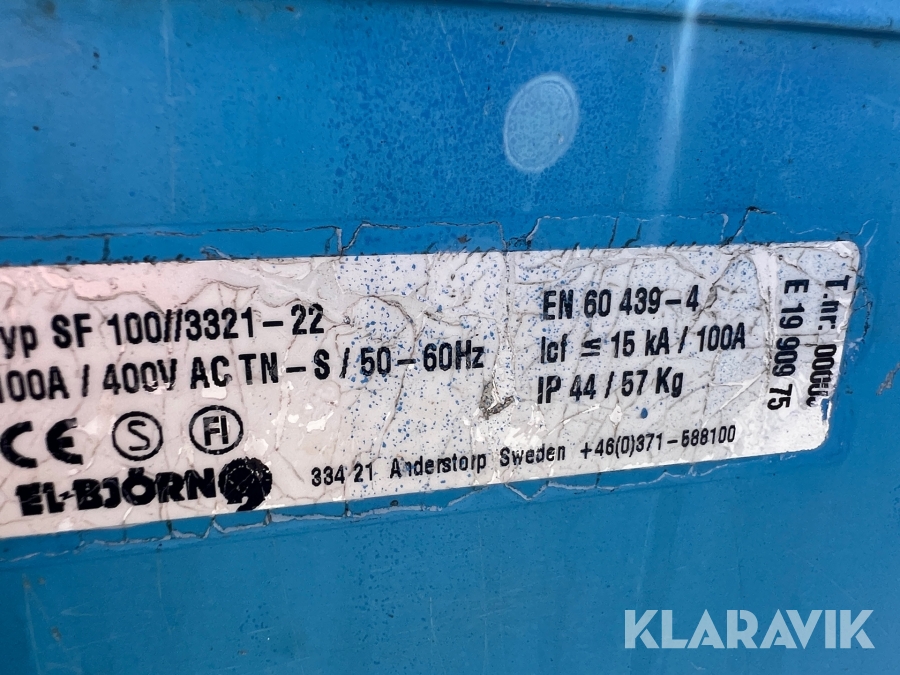 yp SF 100//3321-22
100A / 400V AC TN-S / 50-60Hz
EN 60 439-4
Icf ≤ 15 kA / 100A
IP 44 / 57 Kg
T.nr.
E 19 909 75
CE S FI
EL-BJÖRN
334 21 Anderstorp Sweden +46(0)371-588100
KLARAVIK